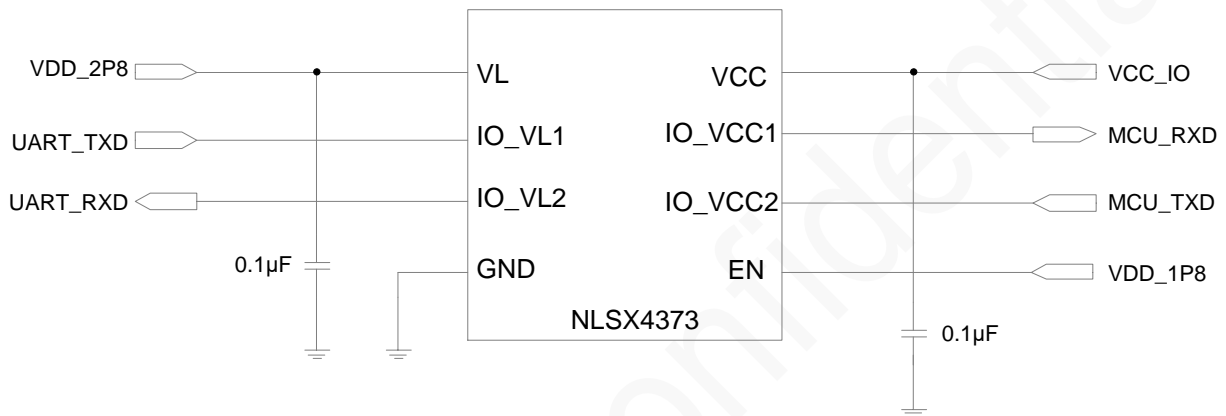 VDD_2P8
VL
VCC
VCC_IO
UART_TXD
IO_VL1
IO_VCC1
MCU_RXD
UART_RXD
IO_VL2
IO_VCC2
MCU_TXD
0.1µF
GND
EN
VDD_1P8
NLSX4373
0.1µF
onfidentia